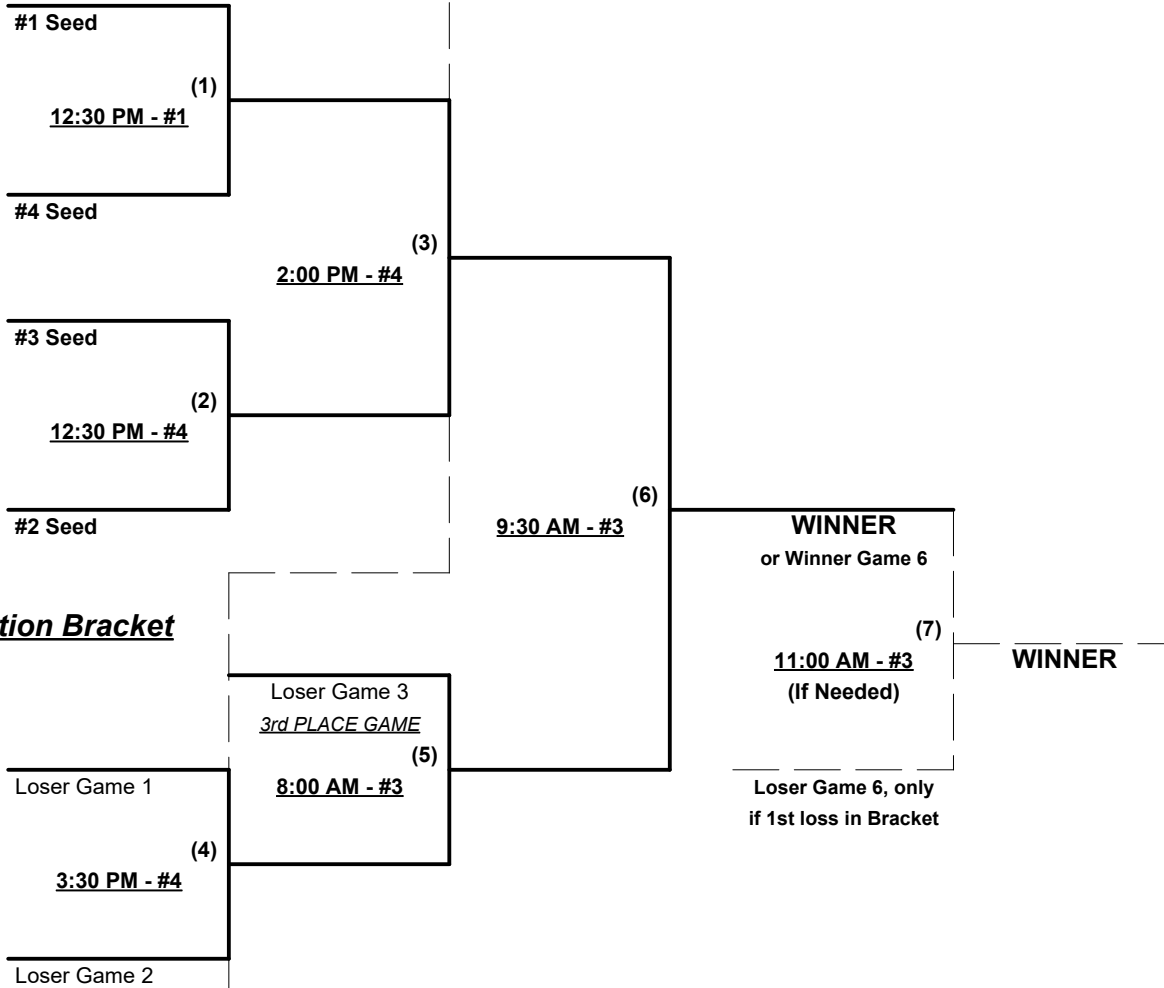 #1 Seed
(1)
12:30 PM - #1
#4 Seed
(3)
2:00 PM - #4
#3 Seed
(2)
12:30 PM - #4
#2 Seed
(6)
9:30 AM - #3
WINNER
or Winner Game 6
(7)
11:00 AM - #3
(If Needed)
WINNER
Loser Game 6, only
if 1st loss in Bracket
tion Bracket
Loser Game 3
3rd PLACE GAME
(5)
8:00 AM - #3
Loser Game 1
(4)
3:30 PM - #4
Loser Game 2